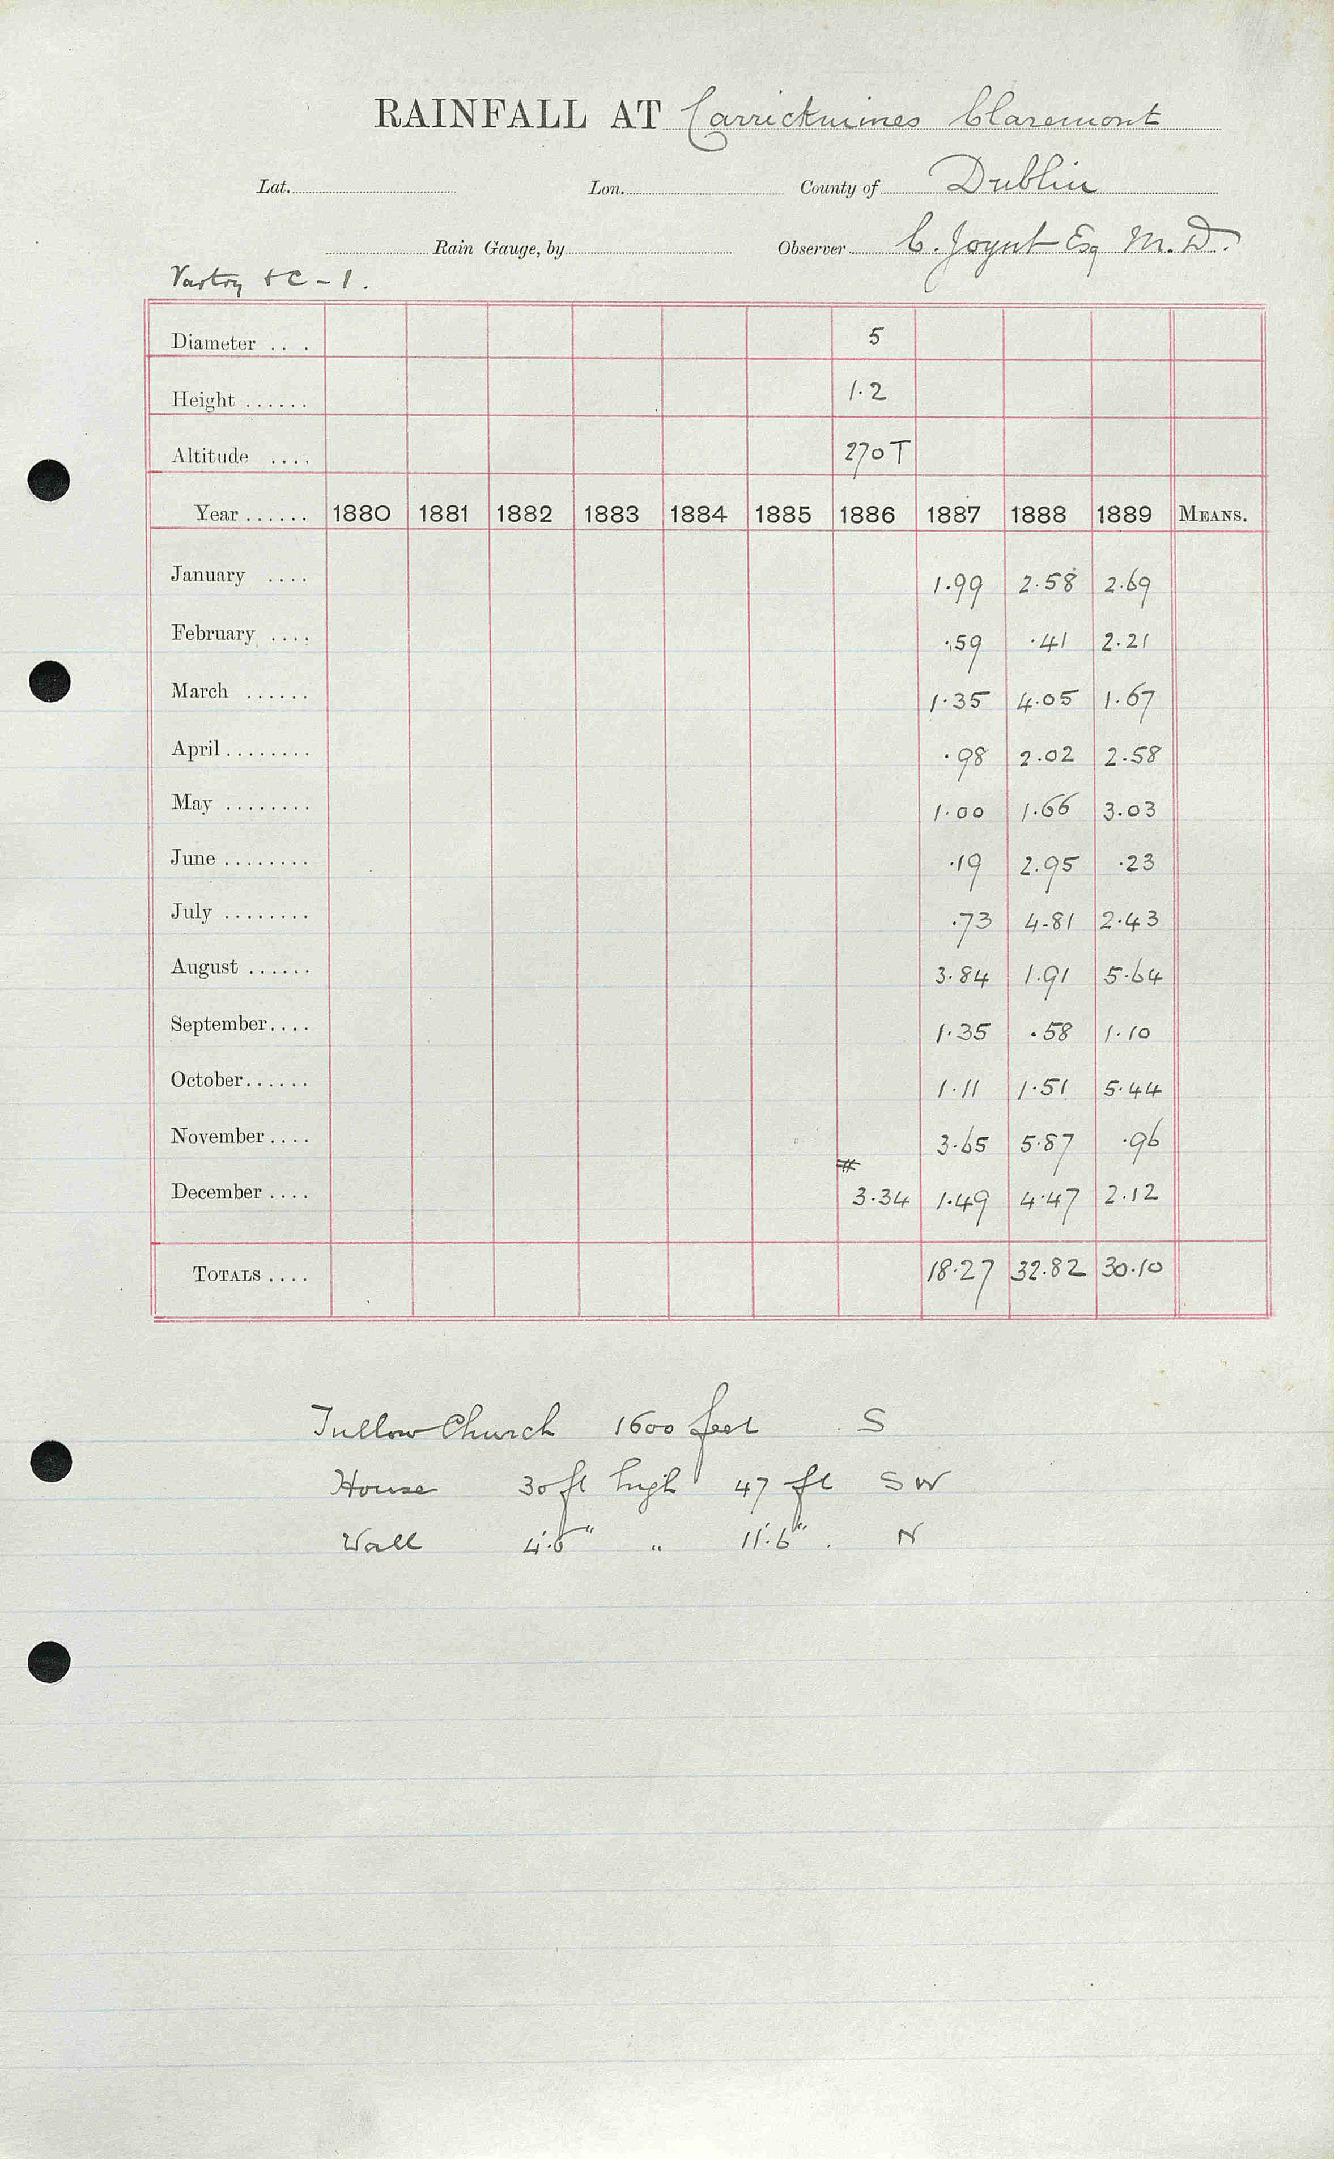 RAINFALL AT Carrickmines Claremont
Lat. Lon. County of Dublin
Rain Gauge, by Observer C. Joynt Esq M.D.
Vartry + C - 1.
Diameter ... 5
Height ...... 1.2
Altitude .... 270 T
Year ...... 1880 1881 1882 1883 1884 1885 1886 1887 1888 1889 MEANS.
January .... 1.99 2.58 2.69
February .... .59 .41 2.21
March ...... 1.35 4.05 1.67
April ........ .98 2.02 2.58
May ........ 1.00 1.66 3.03
June ........ .19 2.95 .23
July ........ .73 4.81 2.43
August ...... 3.84 1.91 5.64
September .... 1.35 .58 1.10
October ...... 1.11 1.51 5.44
November .... 3.65 5.87 .96
December .... 3.34 1.49 4.47 2.12
TOTALS .... 18.27 32.82 30.10
Tullow Church 1600 feet S
House 30 ft high 47 ft SW
Wall 4'.6" " 11'.6". N